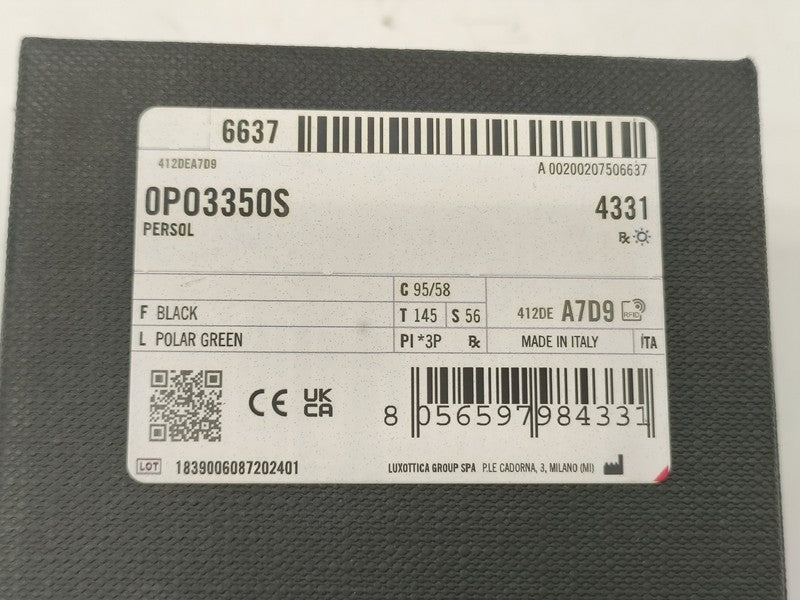 6637
A 00200207506637
412DEA7D9
0PO3350S
4331
PERSOL
Rx
C 95/58
F BLACK
T 145
S 56
412DE A7D9
RFID
L POLAR GREEN
PI *3P
Rx
MADE IN ITALY
ITA
CE
UK
CA
8 056597 984331
LOT
1839006087202401
LUXOTTICA GROUP SPA P.LE CADORNA, 3, MILANO (MI)